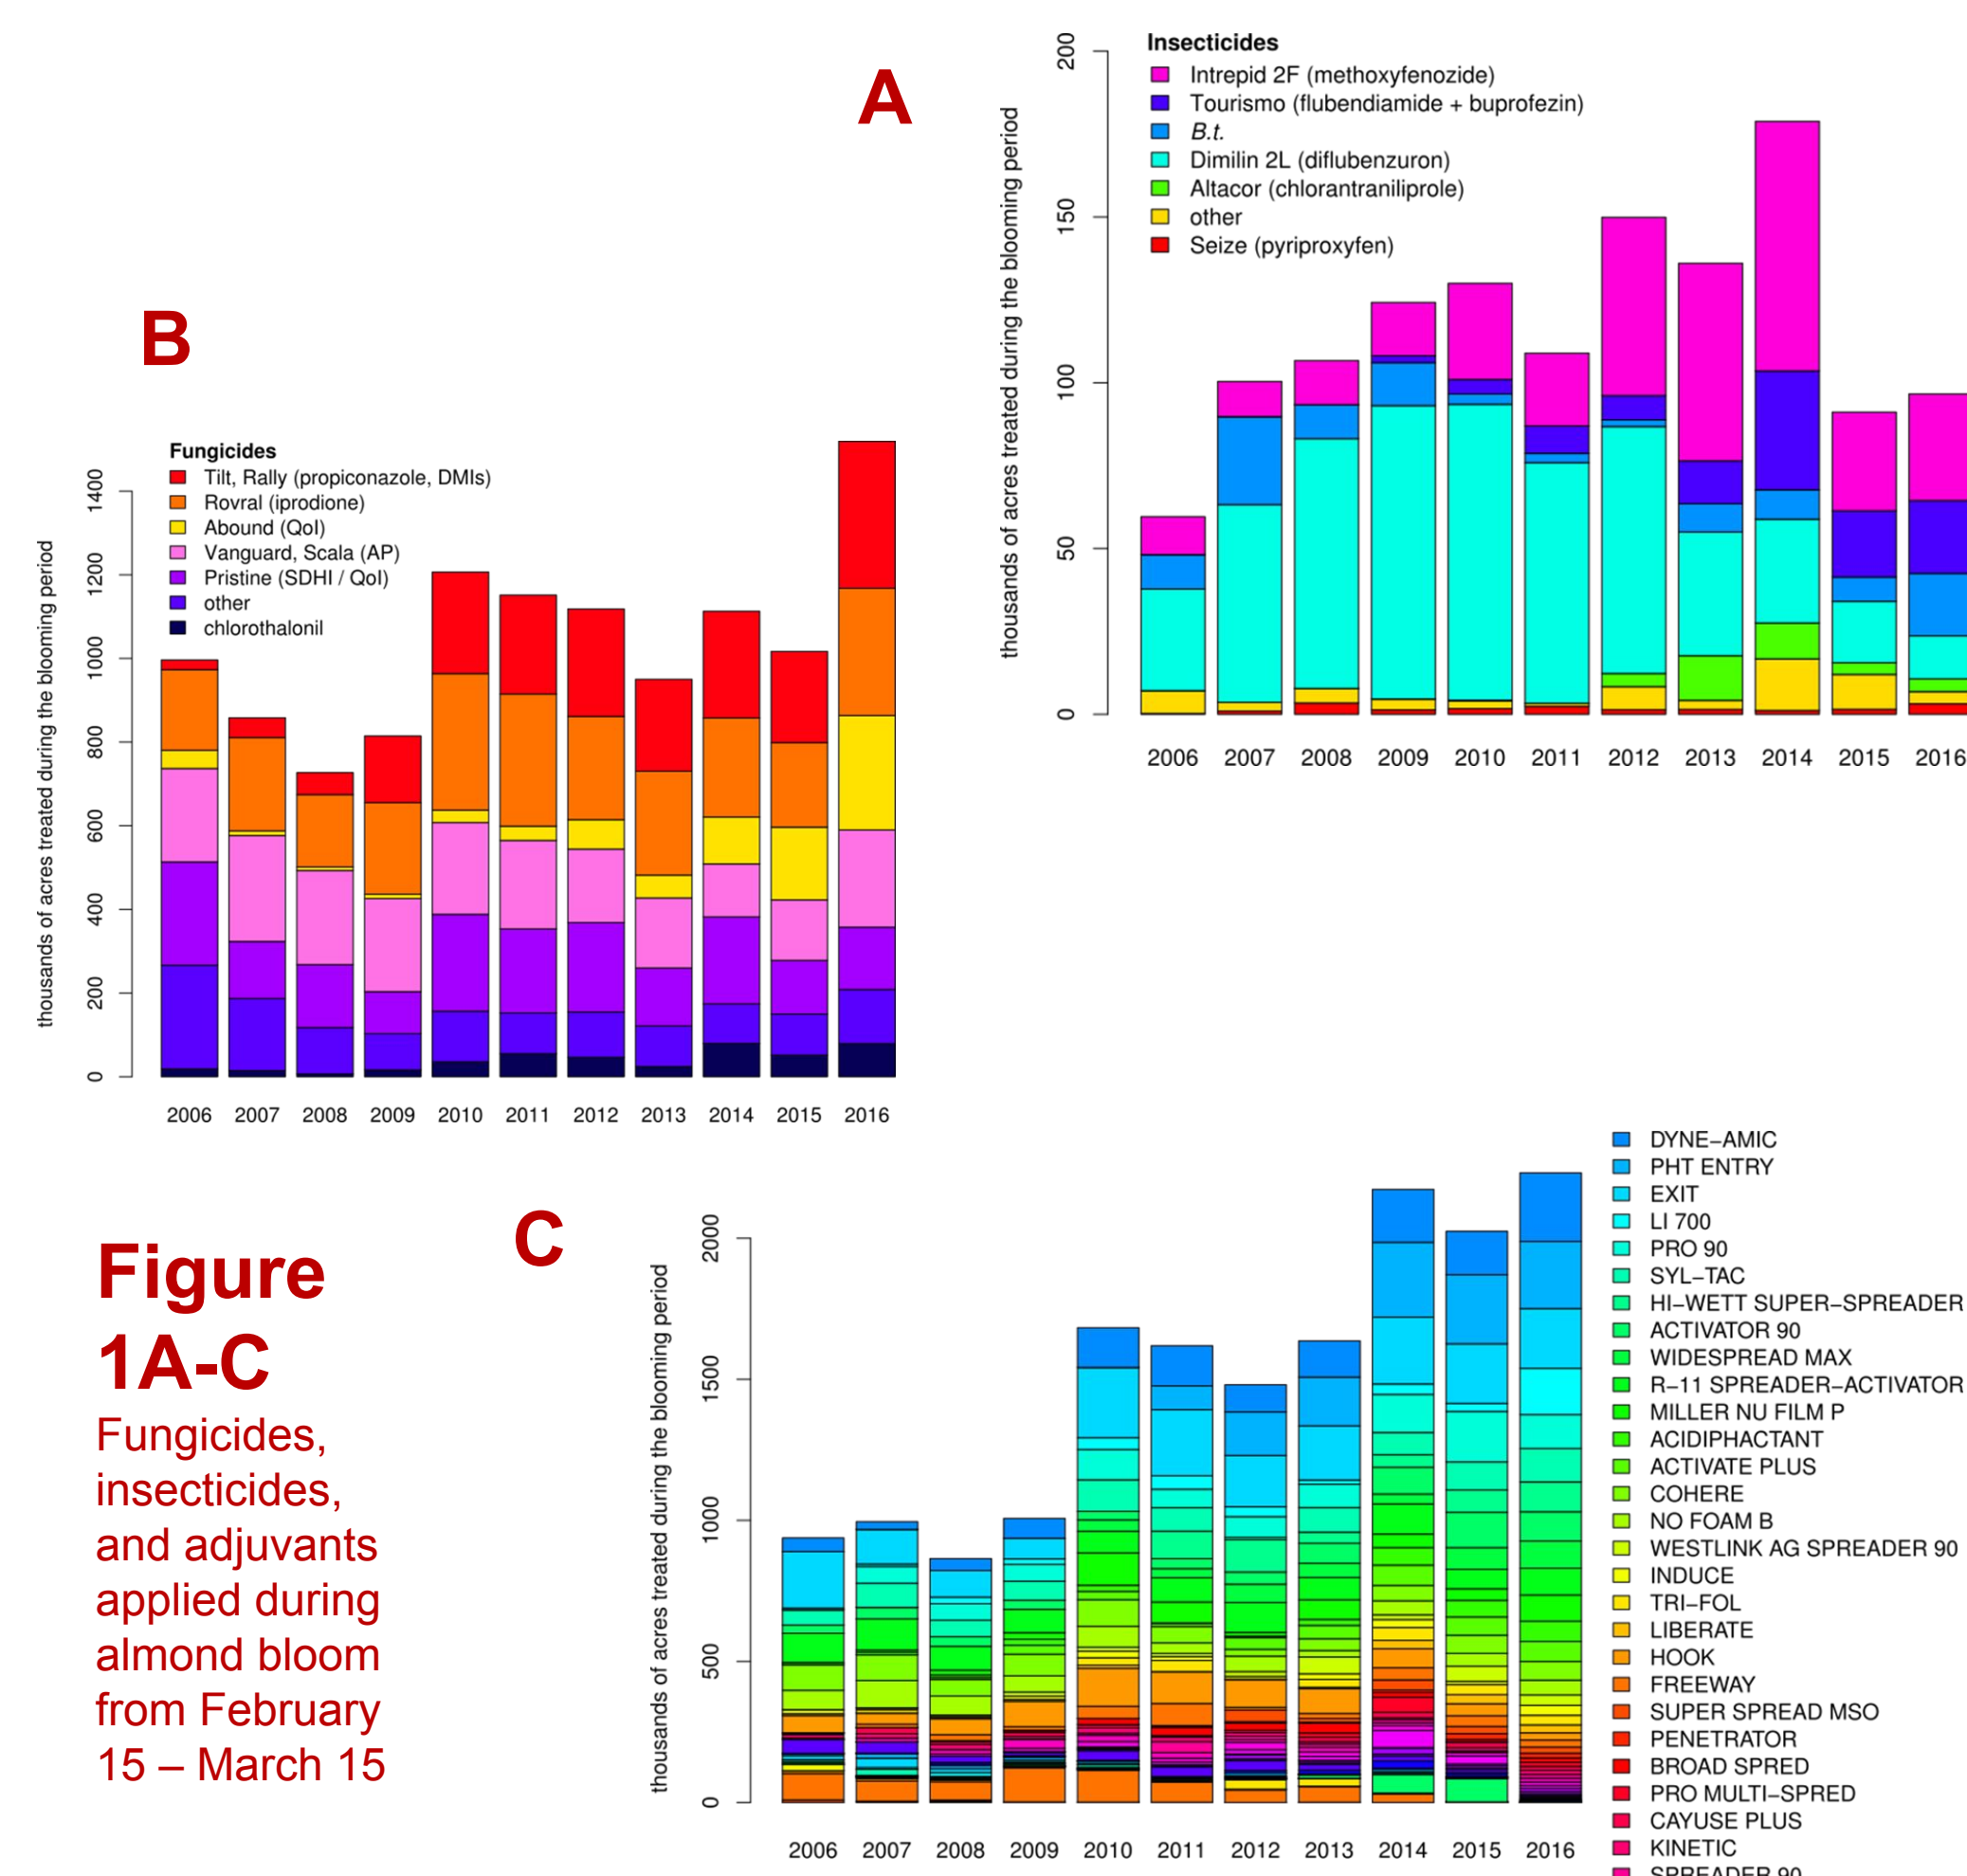 A
Insecticides
Intrepid 2F (methoxyfenozide)
Tourismo (flubendiamide + buprofezin)
B.t.
Dimilin 2L (diflubenzuron)
Altacor (chlorantraniliprole)
other
Seize (pyriproxyfen)
thousands of acres treated during the blooming period
200
150
100
50
0
2006 2007 2008 2009 2010 2011 2012 2013 2014 2015 2016
B
Fungicides
Tilt, Rally (propiconazole, DMIs)
Rovral (iprodione)
Abound (QoI)
Vanguard, Scala (AP)
Pristine (SDHI / QoI)
other
chlorothalonil
thousands of acres treated during the blooming period
1400
1200
1000
800
600
400
200
0
2006 2007 2008 2009 2010 2011 2012 2013 2014 2015 2016
Figure
1A-C
Fungicides,
insecticides,
and adjuvants
applied during
almond bloom
from February
15 – March 15
C
thousands of acres treated during the blooming period
2000
1500
1000
500
0
2006 2007 2008 2009 2010 2011 2012 2013 2014 2015 2016
DYNE–AMIC
PHT ENTRY
EXIT
LI 700
PRO 90
SYL–TAC
HI–WETT SUPER–SPREADER
ACTIVATOR 90
WIDESPREAD MAX
R–11 SPREADER–ACTIVATOR
MILLER NU FILM P
ACIDIPHACTANT
ACTIVATE PLUS
COHERE
NO FOAM B
WESTLINK AG SPREADER 90
INDUCE
TRI–FOL
LIBERATE
HOOK
FREEWAY
SUPER SPREAD MSO
PENETRATOR
BROAD SPRED
PRO MULTI–SPRED
CAYUSE PLUS
KINETIC
SPREADER 90